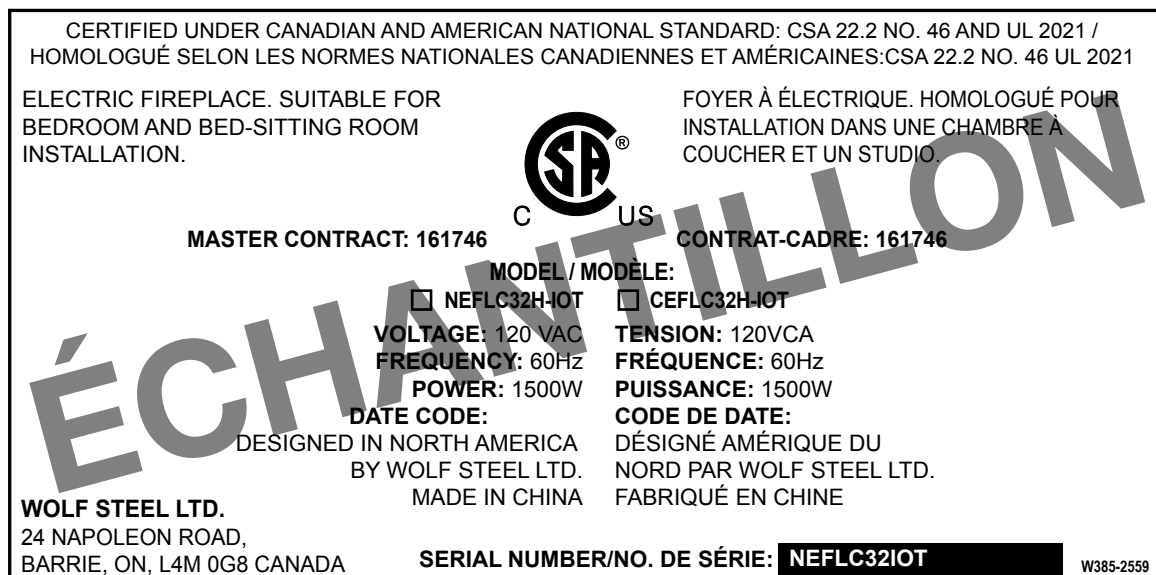 CERTIFIED UNDER CANADIAN AND AMERICAN NATIONAL STANDARD: CSA 22.2 NO. 46 AND UL 2021 /
HOMOLOGUÉ SELON LES NORMES NATIONALES CANADIENNES ET AMÉRICAINES:CSA 22.2 NO. 46 UL 2021
ELECTRIC FIREPLACE. SUITABLE FOR
BEDROOM AND BED-SITTING ROOM
INSTALLATION.
CSA ®
C US
FOYER À ÉLECTRIQUE. HOMOLOGUÉ POUR
INSTALLATION DANS UNE CHAMBRE À
COUCHER ET UN STUDIO.
MASTER CONTRACT: 161746 CONTRAT-CADRE: 161746
MODEL / MODÈLE:
☐ NEFLC32H-IOT ☐ CEFLC32H-IOT
VOLTAGE: 120 VAC TENSION: 120VCA
FREQUENCY: 60Hz FRÉQUENCE: 60Hz
POWER: 1500W PUISSANCE: 1500W
DATE CODE: CODE DE DATE:
DESIGNED IN NORTH AMERICA DÉSIGNÉ AMÉRIQUE DU
BY WOLF STEEL LTD. NORD PAR WOLF STEEL LTD.
MADE IN CHINA FABRIQUÉ EN CHINE
ÉCHANTILLON
WOLF STEEL LTD.
24 NAPOLEON ROAD,
BARRIE, ON, L4M 0G8 CANADA
SERIAL NUMBER/NO. DE SÉRIE: NEFLC32IOT
W385-2559